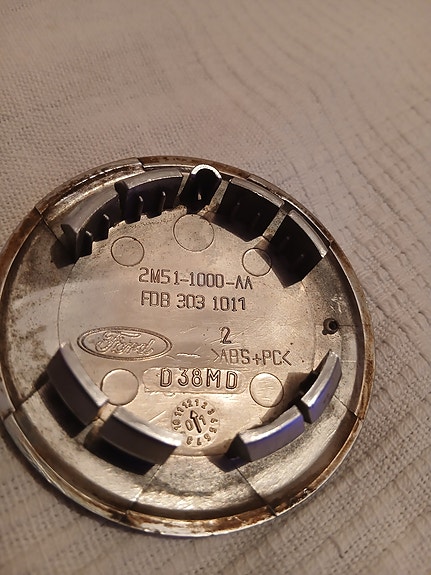 2M51-1000-AA
FDB 303 1011
2
Ford
>ABS+PC<
D38MD